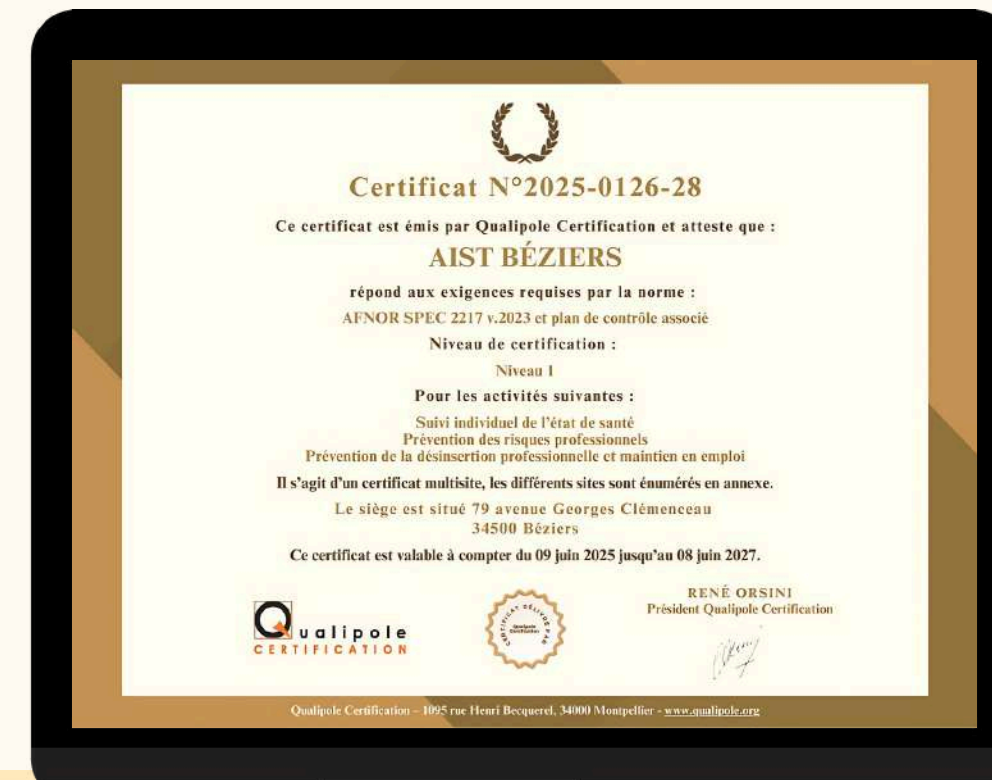 Certificat N°2025-0126-28
Ce certificat est émis par Qualipole Certification et atteste que :
AIST BÉZIERS
répond aux exigences requises par la norme :
AFNOR SPEC 2217 v.2023 et plan de contrôle associé
Niveau de certification :
Niveau 1
Pour les activités suivantes :
Suivi individuel de l'état de santé
Prévention des risques professionnels
Prévention de la désinsertion professionnelle et maintien en emploi
Il s'agit d'un certificat multisite, les différents sites sont énumérés en annexe.
Le siège est situé 79 avenue Georges Clémenceau
34500 Béziers
Ce certificat est valable à compter du 09 juin 2025 jusqu'au 08 juin 2027.
Qualipole
CERTIFICATION
CERTIFICAT DÉLIVRÉ PAR
Qualipole
Certification
RENÉ ORSINI
Président Qualipole Certification
Qualipole Certification – 1095 rue Henri Becquerel, 34000 Montpellier - www.qualipole.org